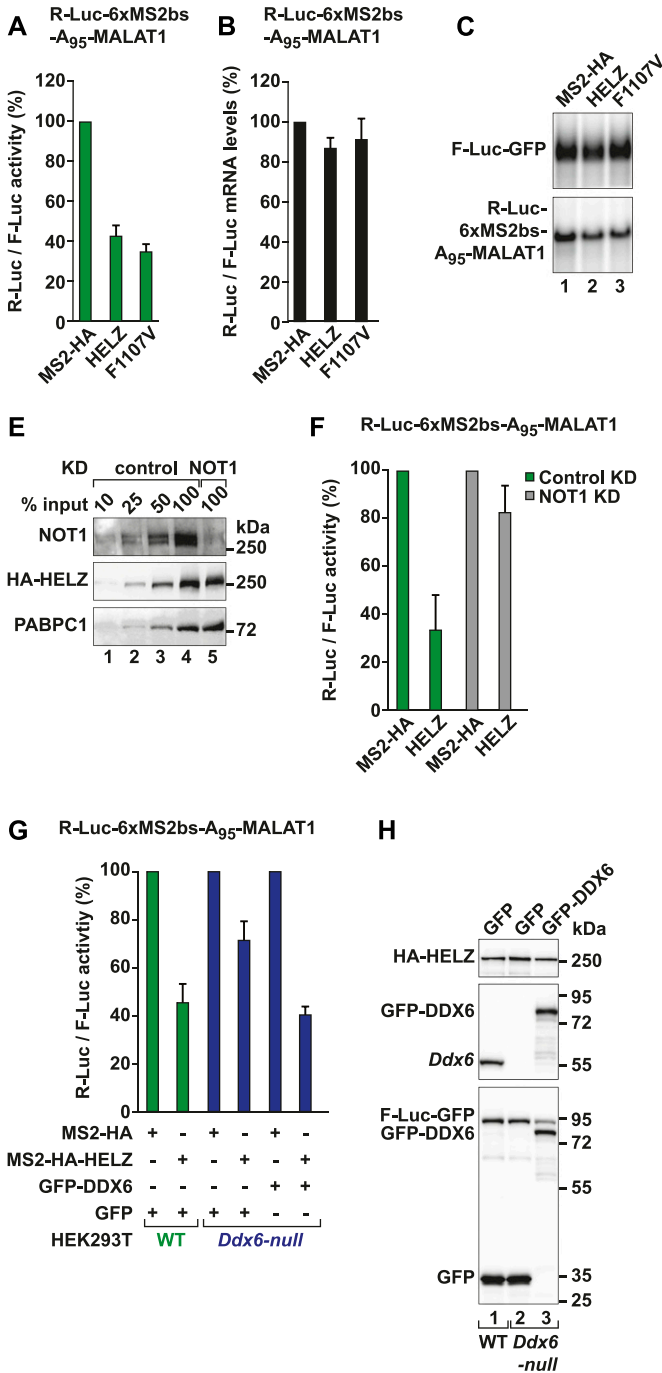 A R-Luc-6xMS2bs
-A95-MALAT1
R-Luc / F-Luc activity (%)
120
100
80
60
40
20
0
MS2-HA
HELZ
F1107V
B R-Luc-6xMS2bs
-A95-MALAT1
R-Luc / F-Luc mRNA levels (%)
120
100
80
60
40
20
0
MS2-HA
HELZ
F1107V
C
MS2-HA
HELZ
F1107V
F-Luc-GFP
R-Luc-
6xMS2bs-
A95-MALAT1
1 2 3
E
KD control NOT1
% input 10 25 50 100 100
kDa
NOT1
250
HA-HELZ 250
PABPC1 72
1 2 3 4 5
F R-Luc-6xMS2bs-A95-MALAT1
R-Luc / F-Luc activity (%)
100
80
60
40
20
0
Control KD
NOT1 KD
MS2-HA
HELZ
MS2-HA
HELZ
G R-Luc-6xMS2bs-A95-MALAT1
R-Luc / F-Luc activtiy (%)
100
80
60
40
20
0
MS2-HA + - + - + -
MS2-HA-HELZ - + - + - +
GFP-DDX6 - - - - + +
GFP + + + + - -
HEK293T WT Ddx6-null
H
GFP
GFP
GFP-DDX6
kDa
HA-HELZ 250
95
GFP-DDX6
72
Ddx6 55
F-Luc-GFP 95
GFP-DDX6
72
55
GFP 35
25
1 2 3
WT Ddx6
-null